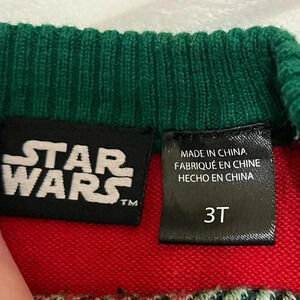 STAR
WARS
TM
MADE IN CHINA
FABRIQUÉ EN CHINE
HECHO EN CHINA
3T